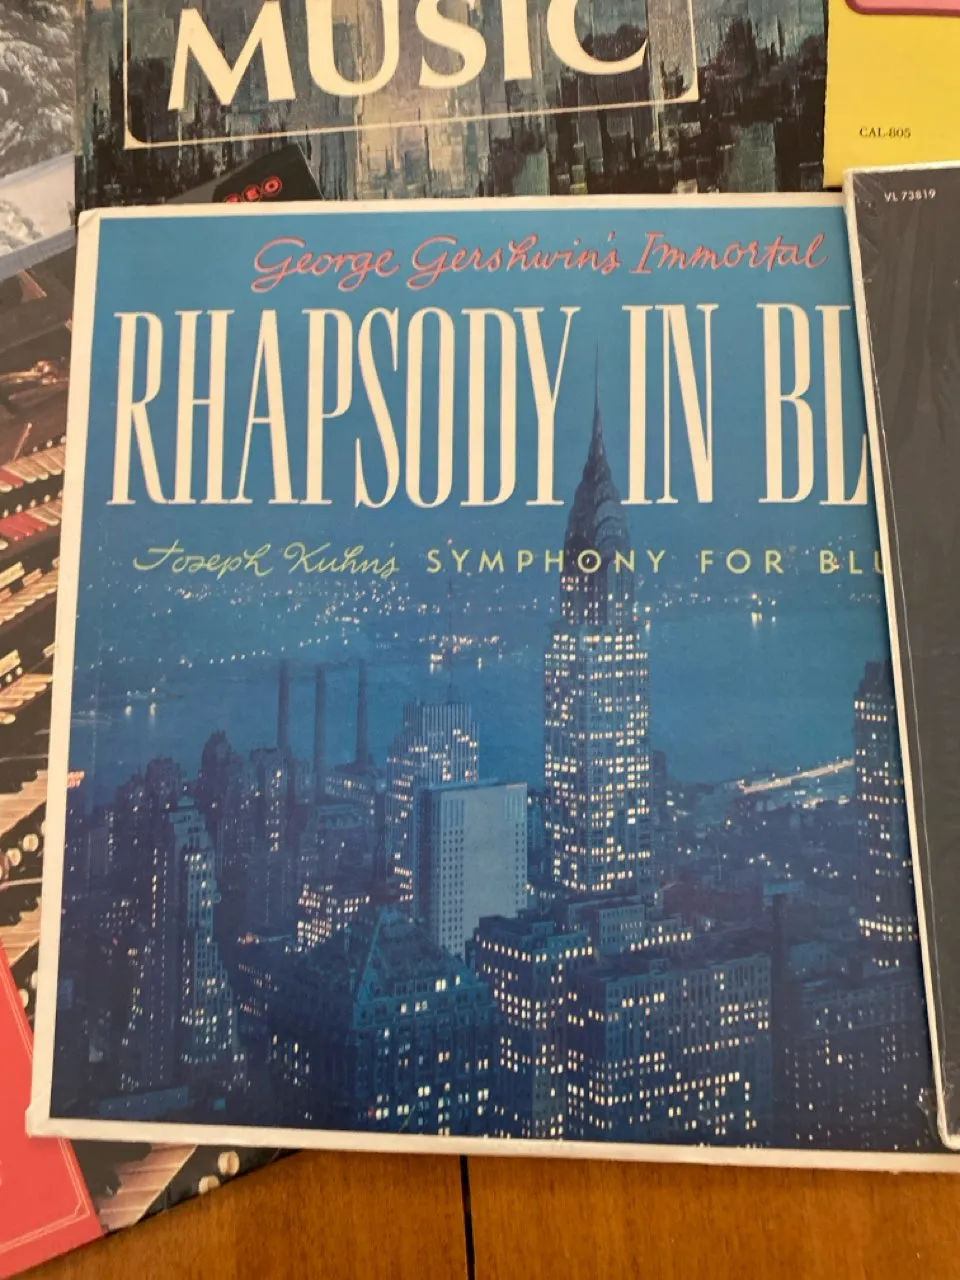 MUSIC
CAL-805
VL 73819
George Gershwin's Immortal
RHAPSODY IN BL
Joseph Kuhn's SYMPHONY FOR BLU